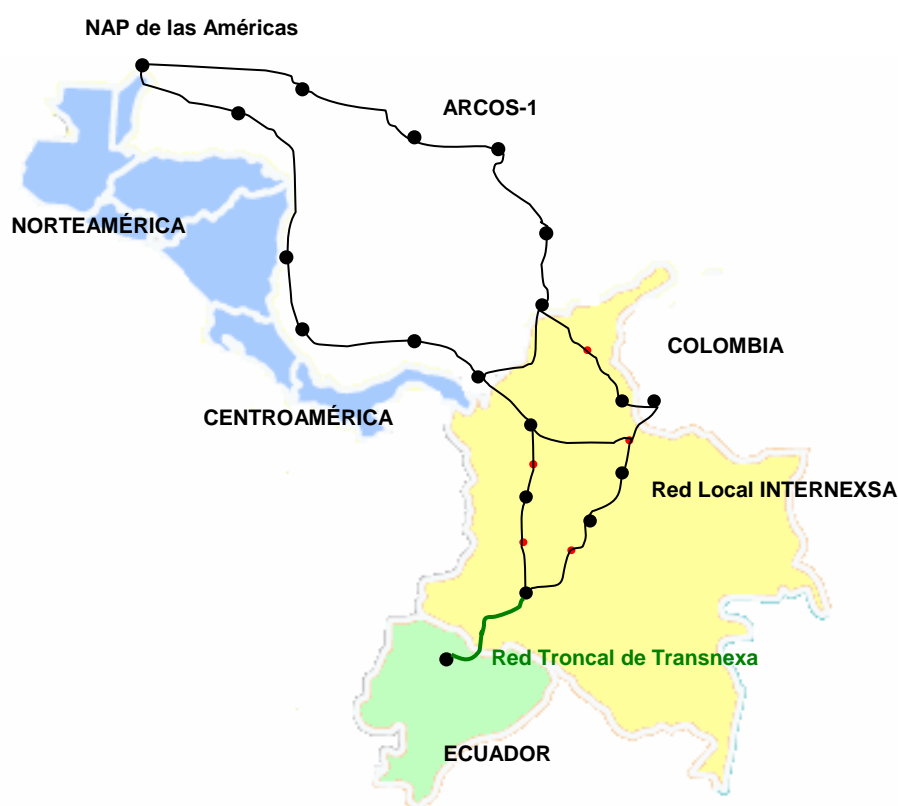 NAP de las Américas
ARCOS-1
NORTEAMÉRICA
COLOMBIA
CENTROAMÉRICA
Red Local INTERNEXSA
Red Troncal de Transnexa
ECUADOR